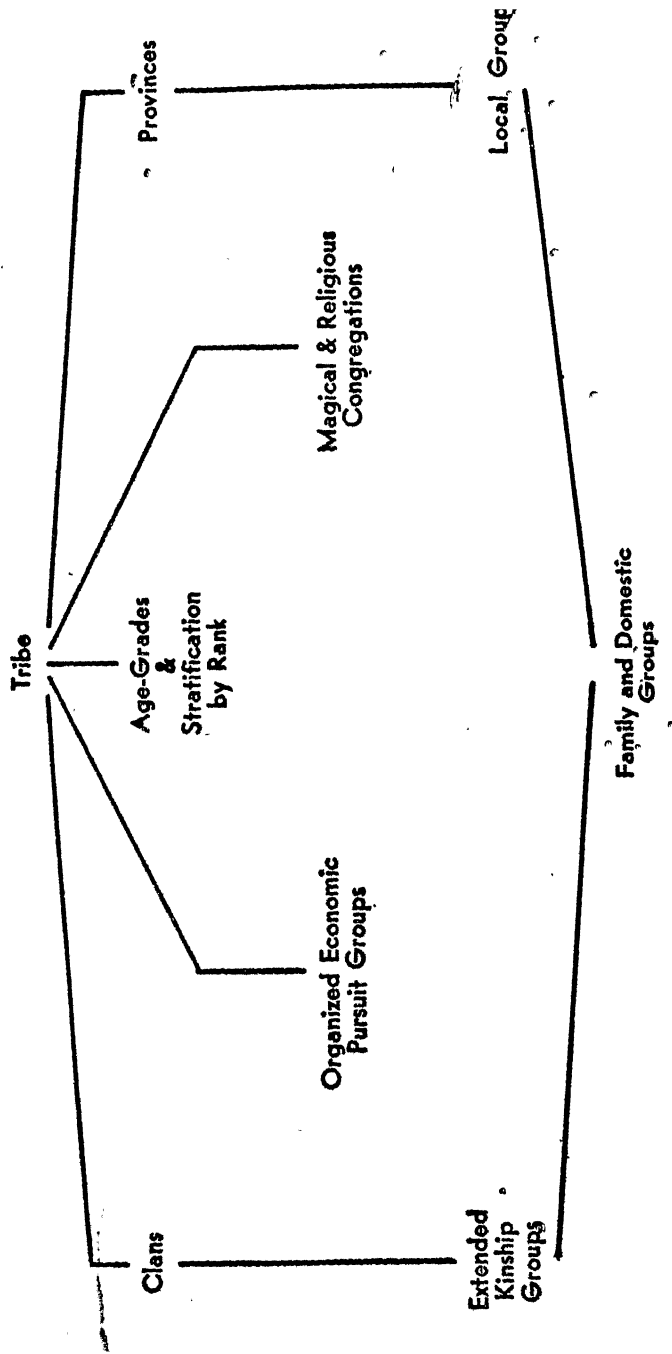 Tribe
Clans
Organized Economic
Pursuit Groups
Age-Grades
&
Stratification
by Rank
Magical & Religious
Congregations
Provinces
Extended
Kinship
Groups
Local Group
Family and Domestic
Groups